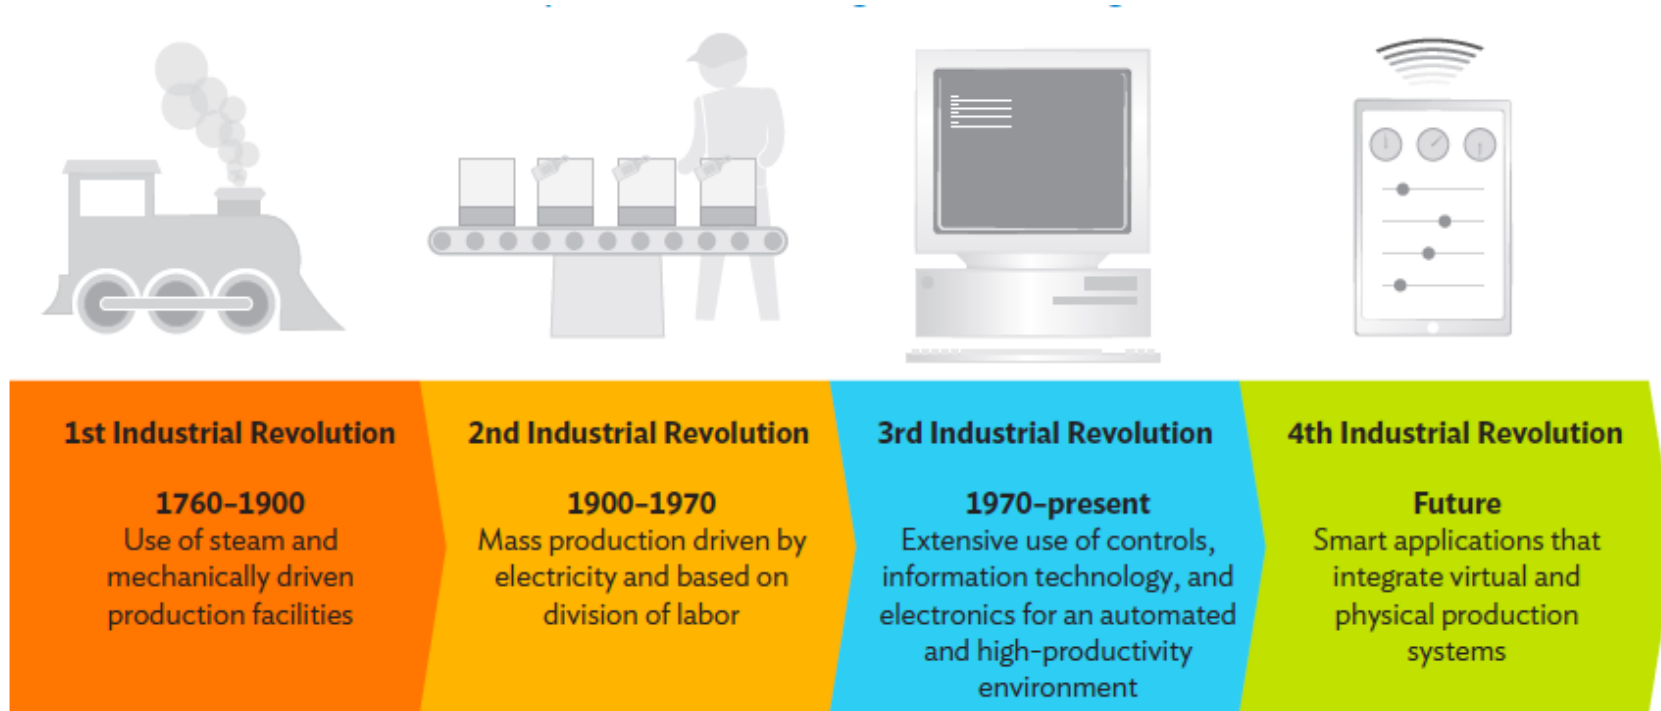 1st Industrial Revolution
1760–1900
Use of steam and
mechanically driven
production facilities
2nd Industrial Revolution
1900–1970
Mass production driven by
electricity and based on
division of labor
3rd Industrial Revolution
1970–present
Extensive use of controls,
information technology, and
electronics for an automated
and high-productivity
environment
4th Industrial Revolution
Future
Smart applications that
integrate virtual and
physical production
systems